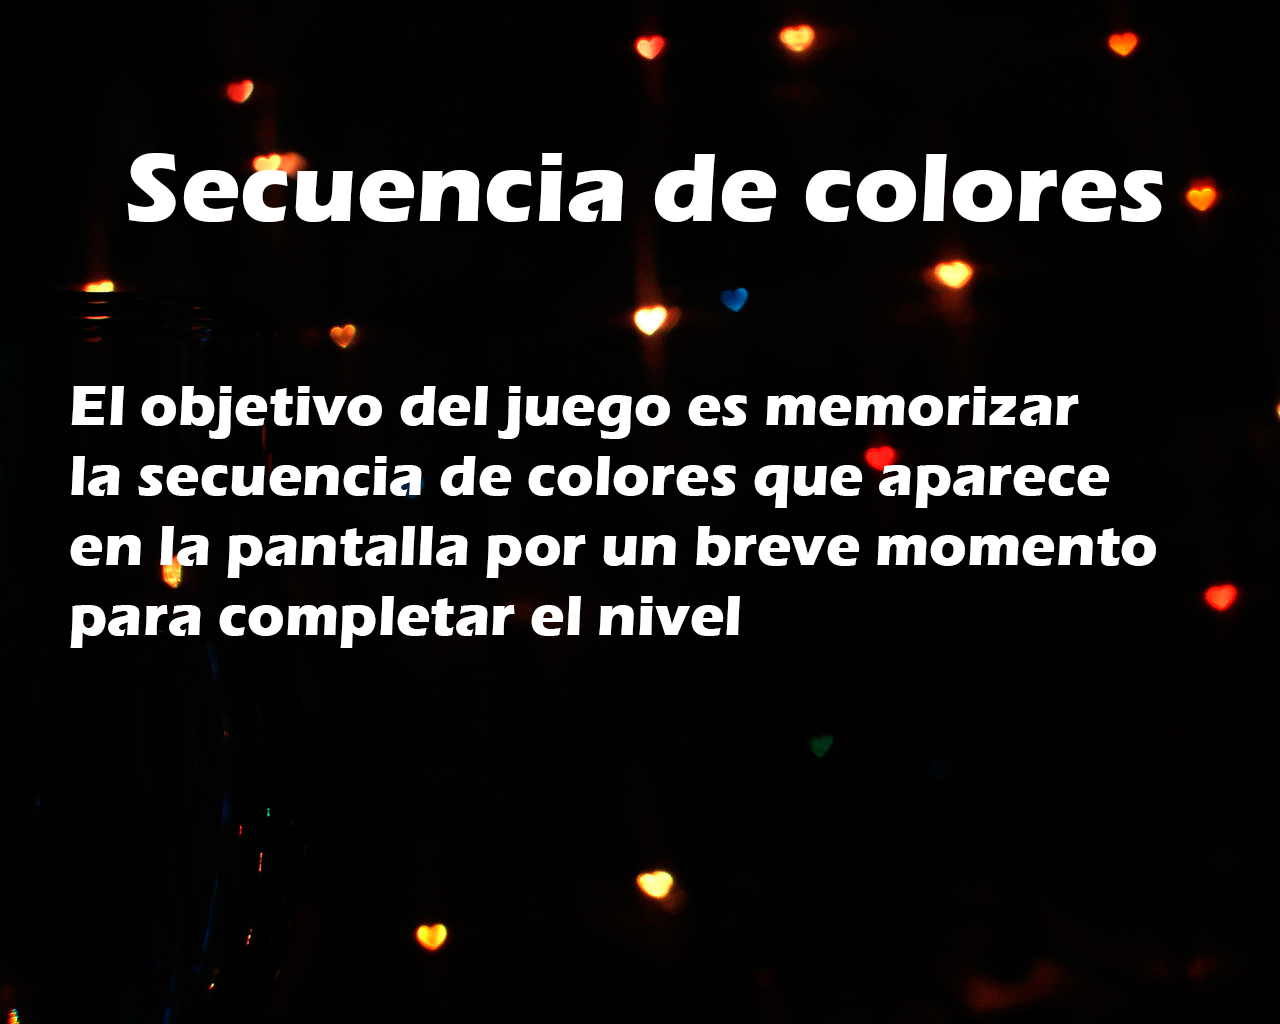 Secuencia de colores
El objetivo del juego es memorizar
la secuencia de colores que aparece
en la pantalla por un breve momento
para completar el nivel